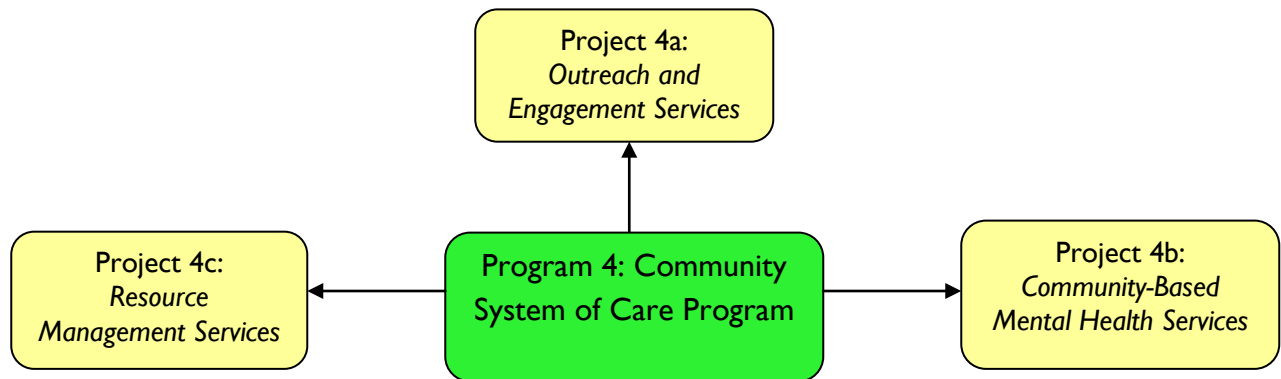 Project 4a:
Outreach and
Engagement Services
Project 4c:
Resource
Management Services
Program 4: Community
System of Care Program
Project 4b:
Community-Based
Mental Health Services